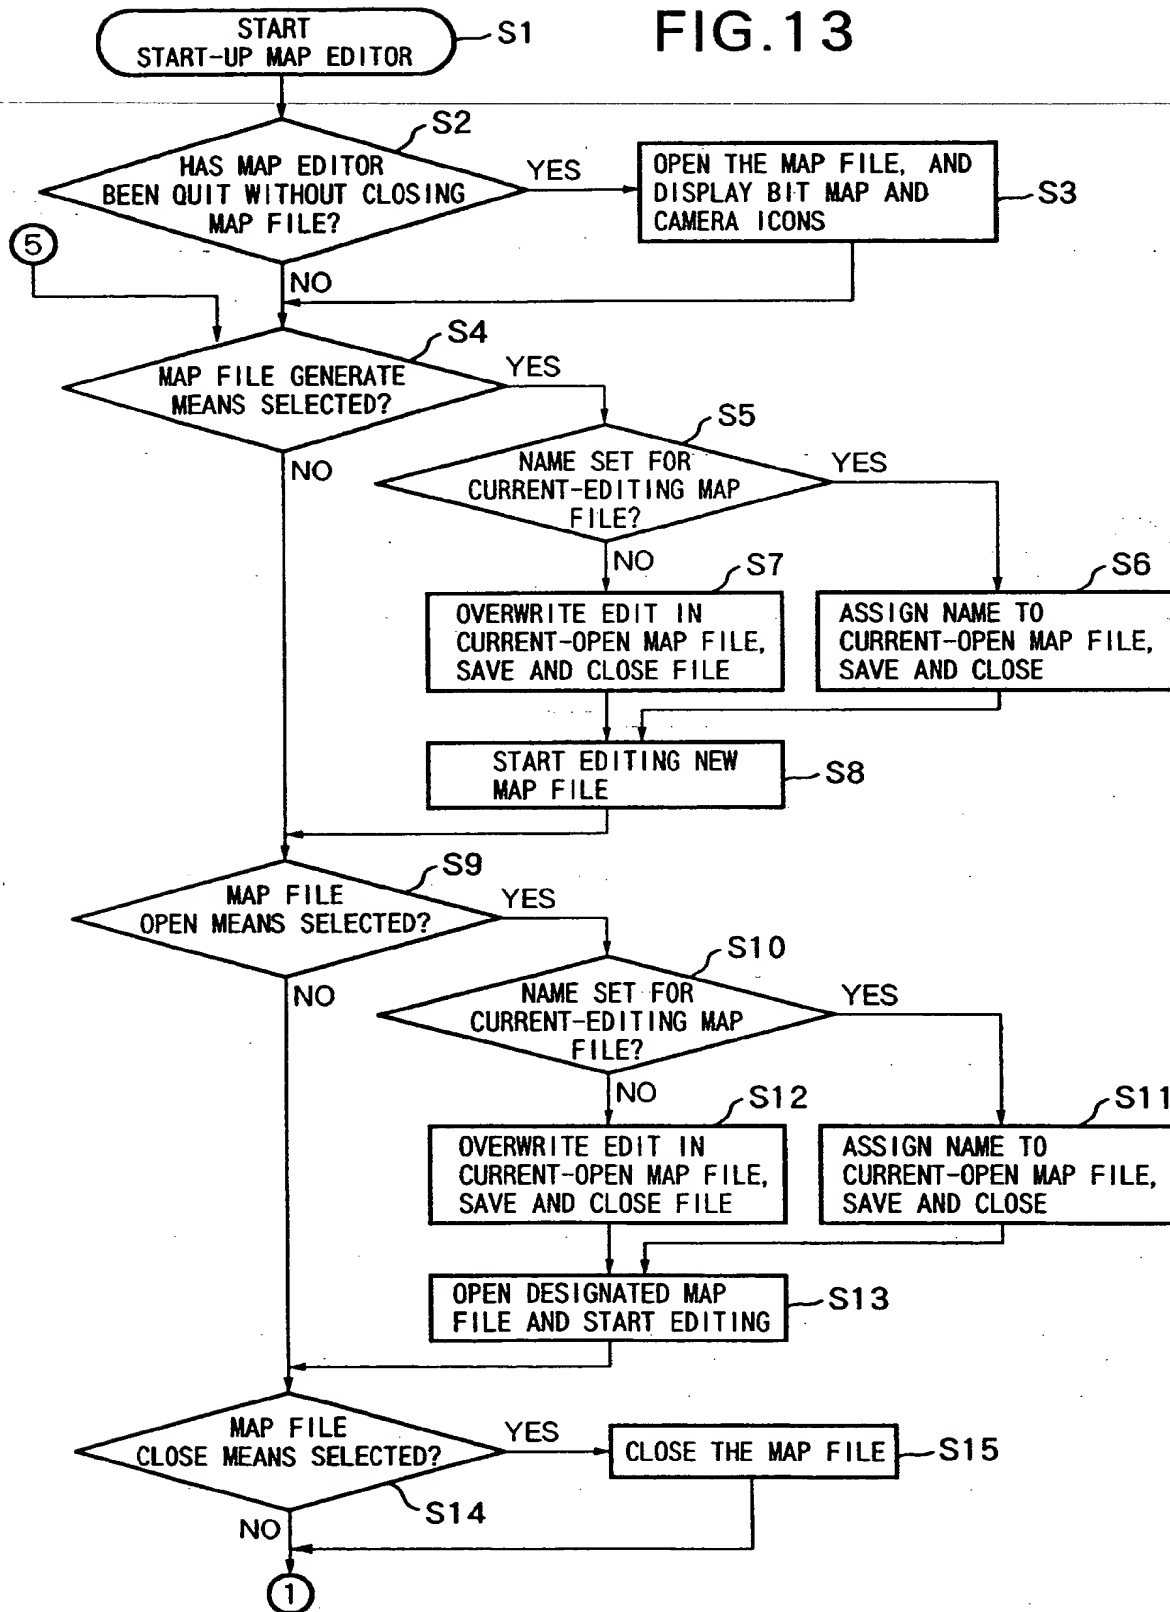 FIG.13
START
START-UP MAP EDITOR
S1
S2
HAS MAP EDITOR
BEEN QUIT WITHOUT CLOSING
MAP FILE?
YES
OPEN THE MAP FILE, AND
DISPLAY BIT MAP AND
CAMERA ICONS
S3
5
NO
S4
MAP FILE GENERATE
MEANS SELECTED?
YES
NO
S5
NAME SET FOR
CURRENT-EDITING MAP
FILE?
YES
NO
S7
OVERWRITE EDIT IN
CURRENT-OPEN MAP FILE,
SAVE AND CLOSE FILE
S6
ASSIGN NAME TO
CURRENT-OPEN MAP FILE,
SAVE AND CLOSE
START EDITING NEW
MAP FILE
S8
S9
MAP FILE
OPEN MEANS SELECTED?
YES
NO
S10
NAME SET FOR
CURRENT-EDITING MAP
FILE?
YES
NO
S12
OVERWRITE EDIT IN
CURRENT-OPEN MAP FILE,
SAVE AND CLOSE FILE
S11
ASSIGN NAME TO
CURRENT-OPEN MAP FILE,
SAVE AND CLOSE
OPEN DESIGNATED MAP
FILE AND START EDITING
S13
MAP FILE
CLOSE MEANS SELECTED?
YES
CLOSE THE MAP FILE
S15
S14
NO
1